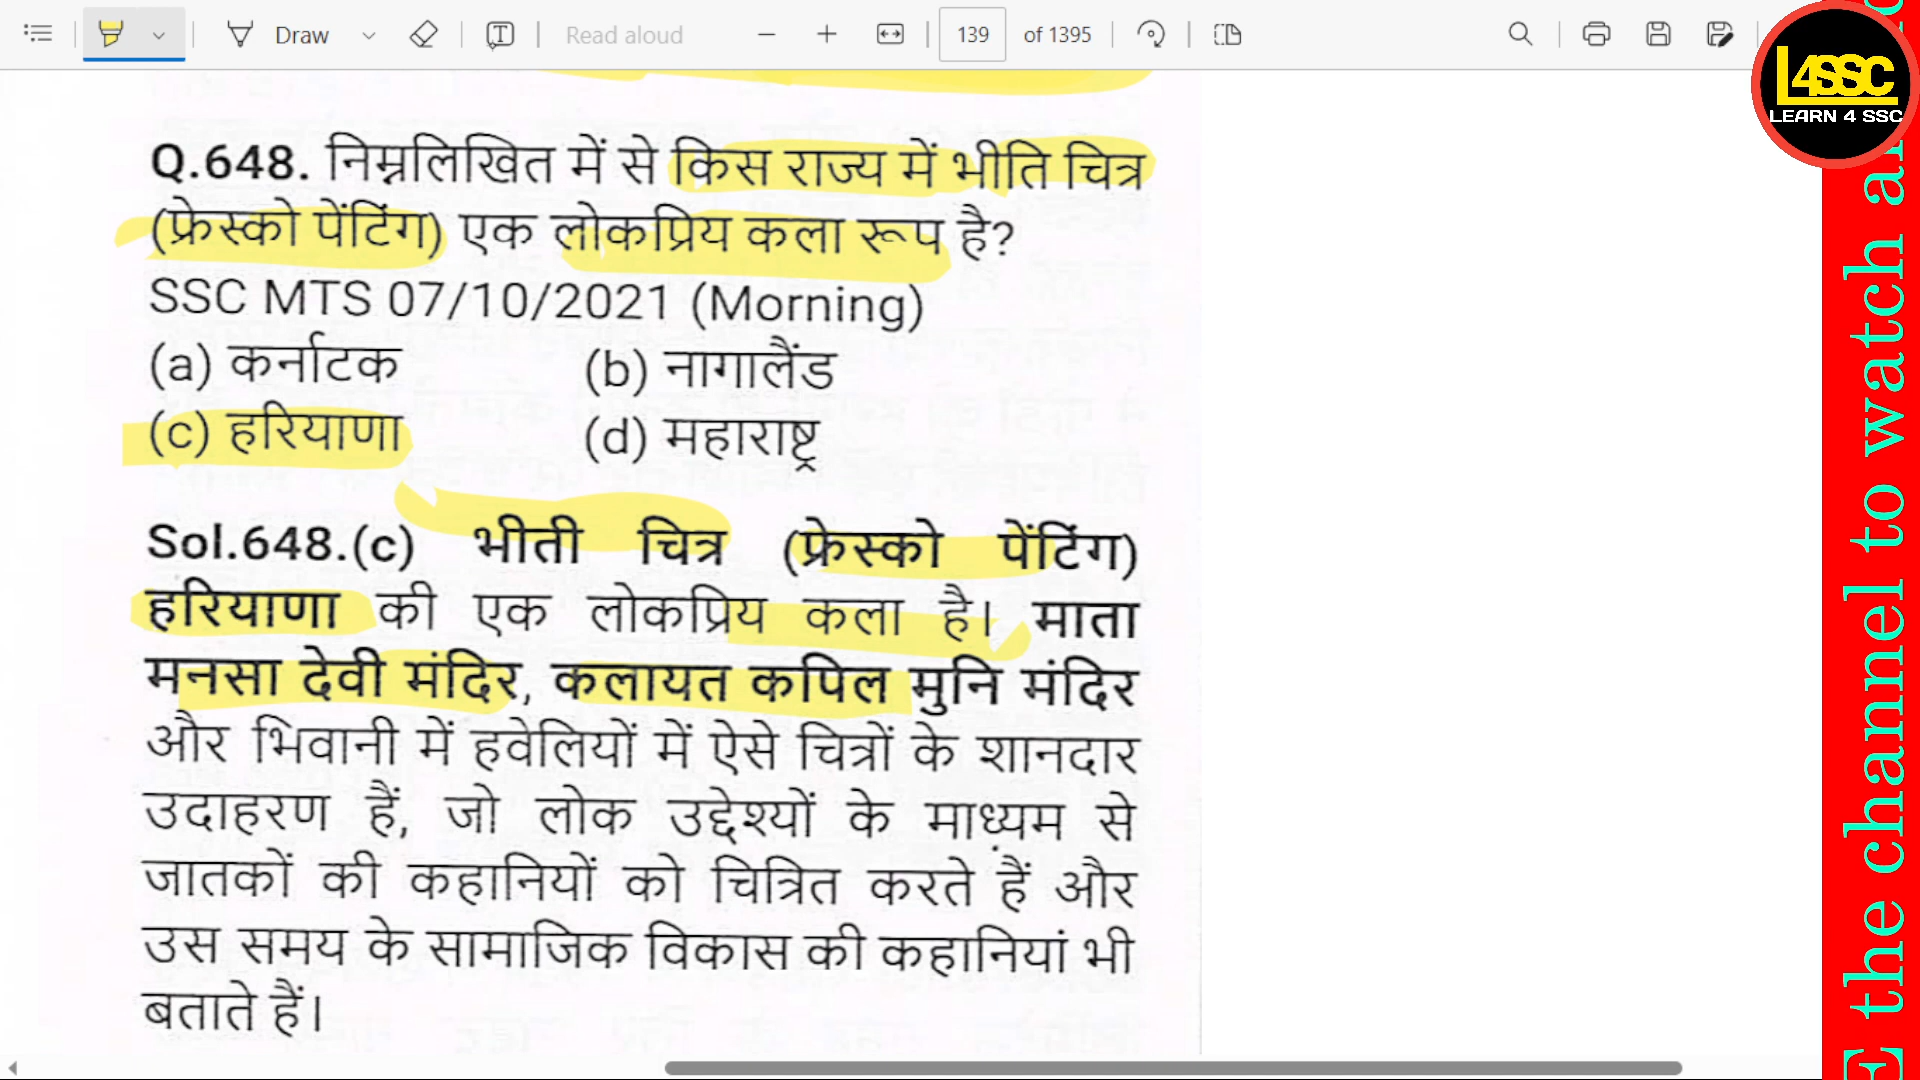 Draw
Read aloud
139 of 1395
L4SSC
LEARN 4 SSC
Q.648. निम्नलिखित में से किस राज्य में भीति चित्र
(फ्रेस्को पेंटिंग) एक लोकप्रिय कला रूप है?
SSC MTS 07/10/2021 (Morning)
(a) कर्नाटक (b) नागालैंड
(c) हरियाणा (d) महाराष्ट्र
Sol.648.(c) भीती चित्र (फ्रेस्को पेंटिंग)
हरियाणा की एक लोकप्रिय कला है। माता
मनसा देवी मंदिर, कलायत कपिल मुनि मंदिर
और भिवानी में हवेलियों में ऐसे चित्रों के शानदार
उदाहरण हैं, जो लोक उद्देश्यों के माध्यम से
जातकों की कहानियों को चित्रित करते हैं और
उस समय के सामाजिक विकास की कहानियां भी
बताते हैं।
E the channel to watch a